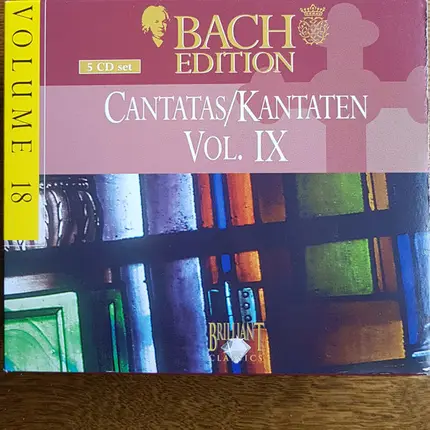 VOLUME 18
5 CD set
BACH
EDITION
CANTATAS/KANTATEN
VOL. IX
BRILLIANT
CLASSICS